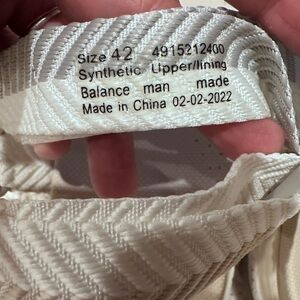 Size 42 4915212400
Synthetic Upper/lining
Balance man made
Made in China 02-02-2022